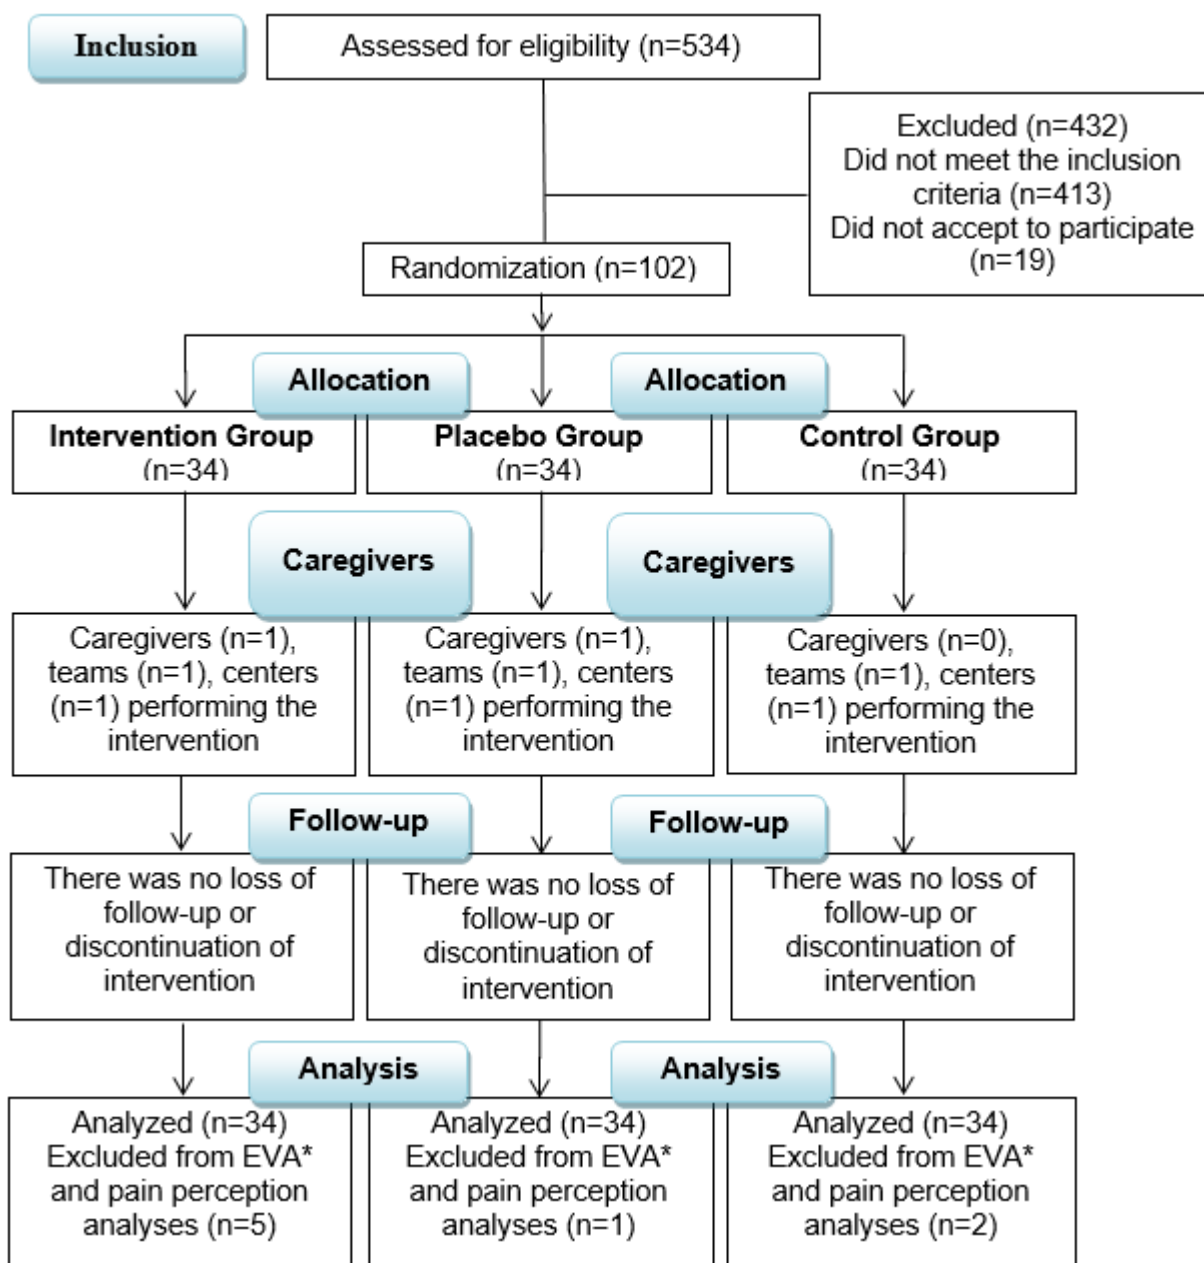 Inclusion
Assessed for eligibility (n=534)
Excluded (n=432)
Did not meet the inclusion
criteria (n=413)
Did not accept to participate
(n=19)
Randomization (n=102)
Allocation
Allocation
Intervention Group
(n=34)
Placebo Group
(n=34)
Control Group
(n=34)
Caregivers
Caregivers
Caregivers (n=1),
teams (n=1), centers
(n=1) performing the
intervention
Caregivers (n=1),
teams (n=1), centers
(n=1) performing the
intervention
Caregivers (n=0),
teams (n=1), centers
(n=1) performing the
intervention
Follow-up
Follow-up
There was no loss of
follow-up or
discontinuation of
intervention
There was no loss of
follow-up or
discontinuation of
intervention
There was no loss of
follow-up or
discontinuation of
intervention
Analysis
Analysis
Analyzed (n=34)
Excluded from EVA*
and pain perception
analyses (n=5)
Analyzed (n=34)
Excluded from EVA*
and pain perception
analyses (n=1)
Analyzed (n=34)
Excluded from EVA*
and pain perception
analyses (n=2)